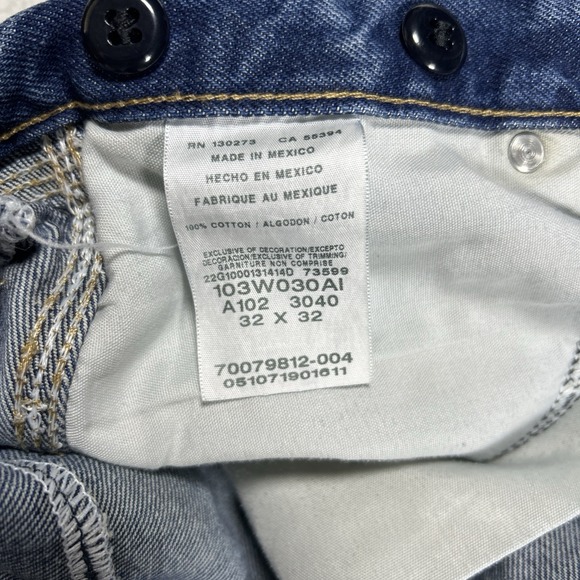 RN 130273 CA 55394
MADE IN MEXICO
HECHO EN MEXICO
FABRIQUE AU MEXIQUE
100% COTTON / ALGODON / COTON
EXCLUSIVE OF DECORATION/EXCEPTO
DECORACION/EXCLUSIVE OF TRIMMING/
GARNITURE NON COMPRISE
22G1000131414D 73599
103W030AI
A102 3040
32 X 32
70079812-004
051071901611